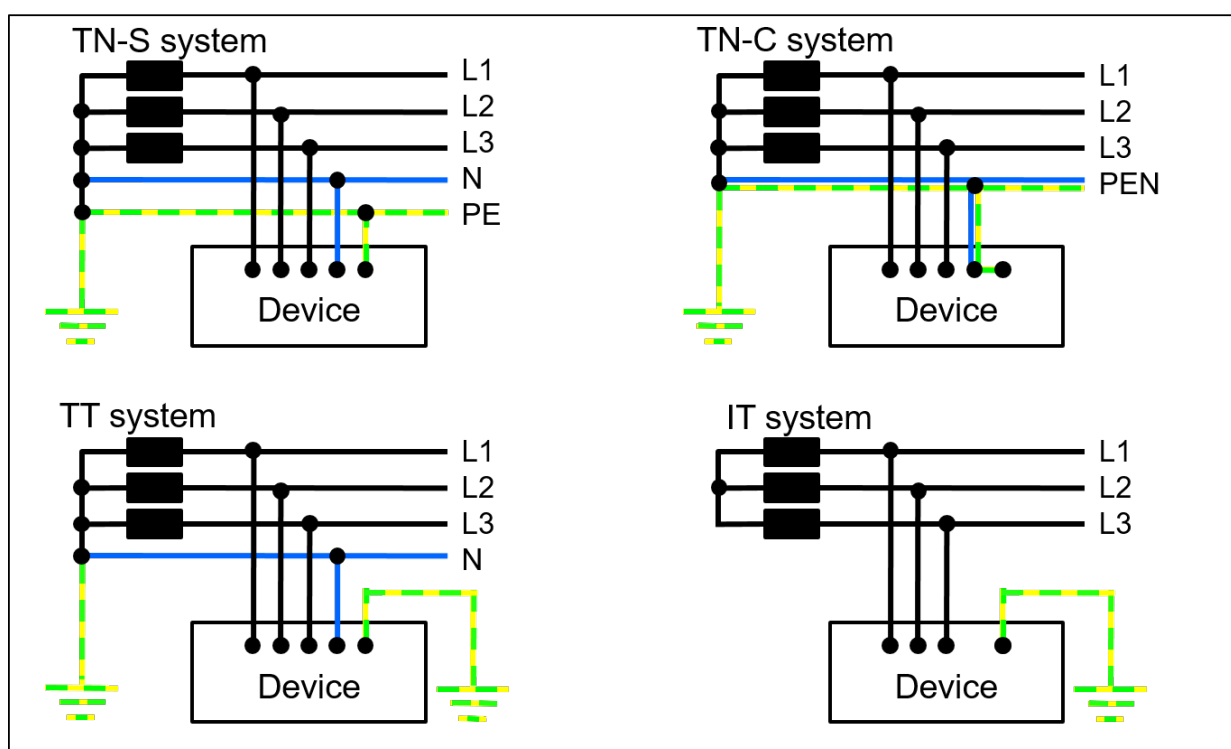 TN-S system
L1
L2
L3
N
PE
Device
TN-C system
L1
L2
L3
PEN
Device
TT system
L1
L2
L3
N
Device
IT system
L1
L2
L3
Device